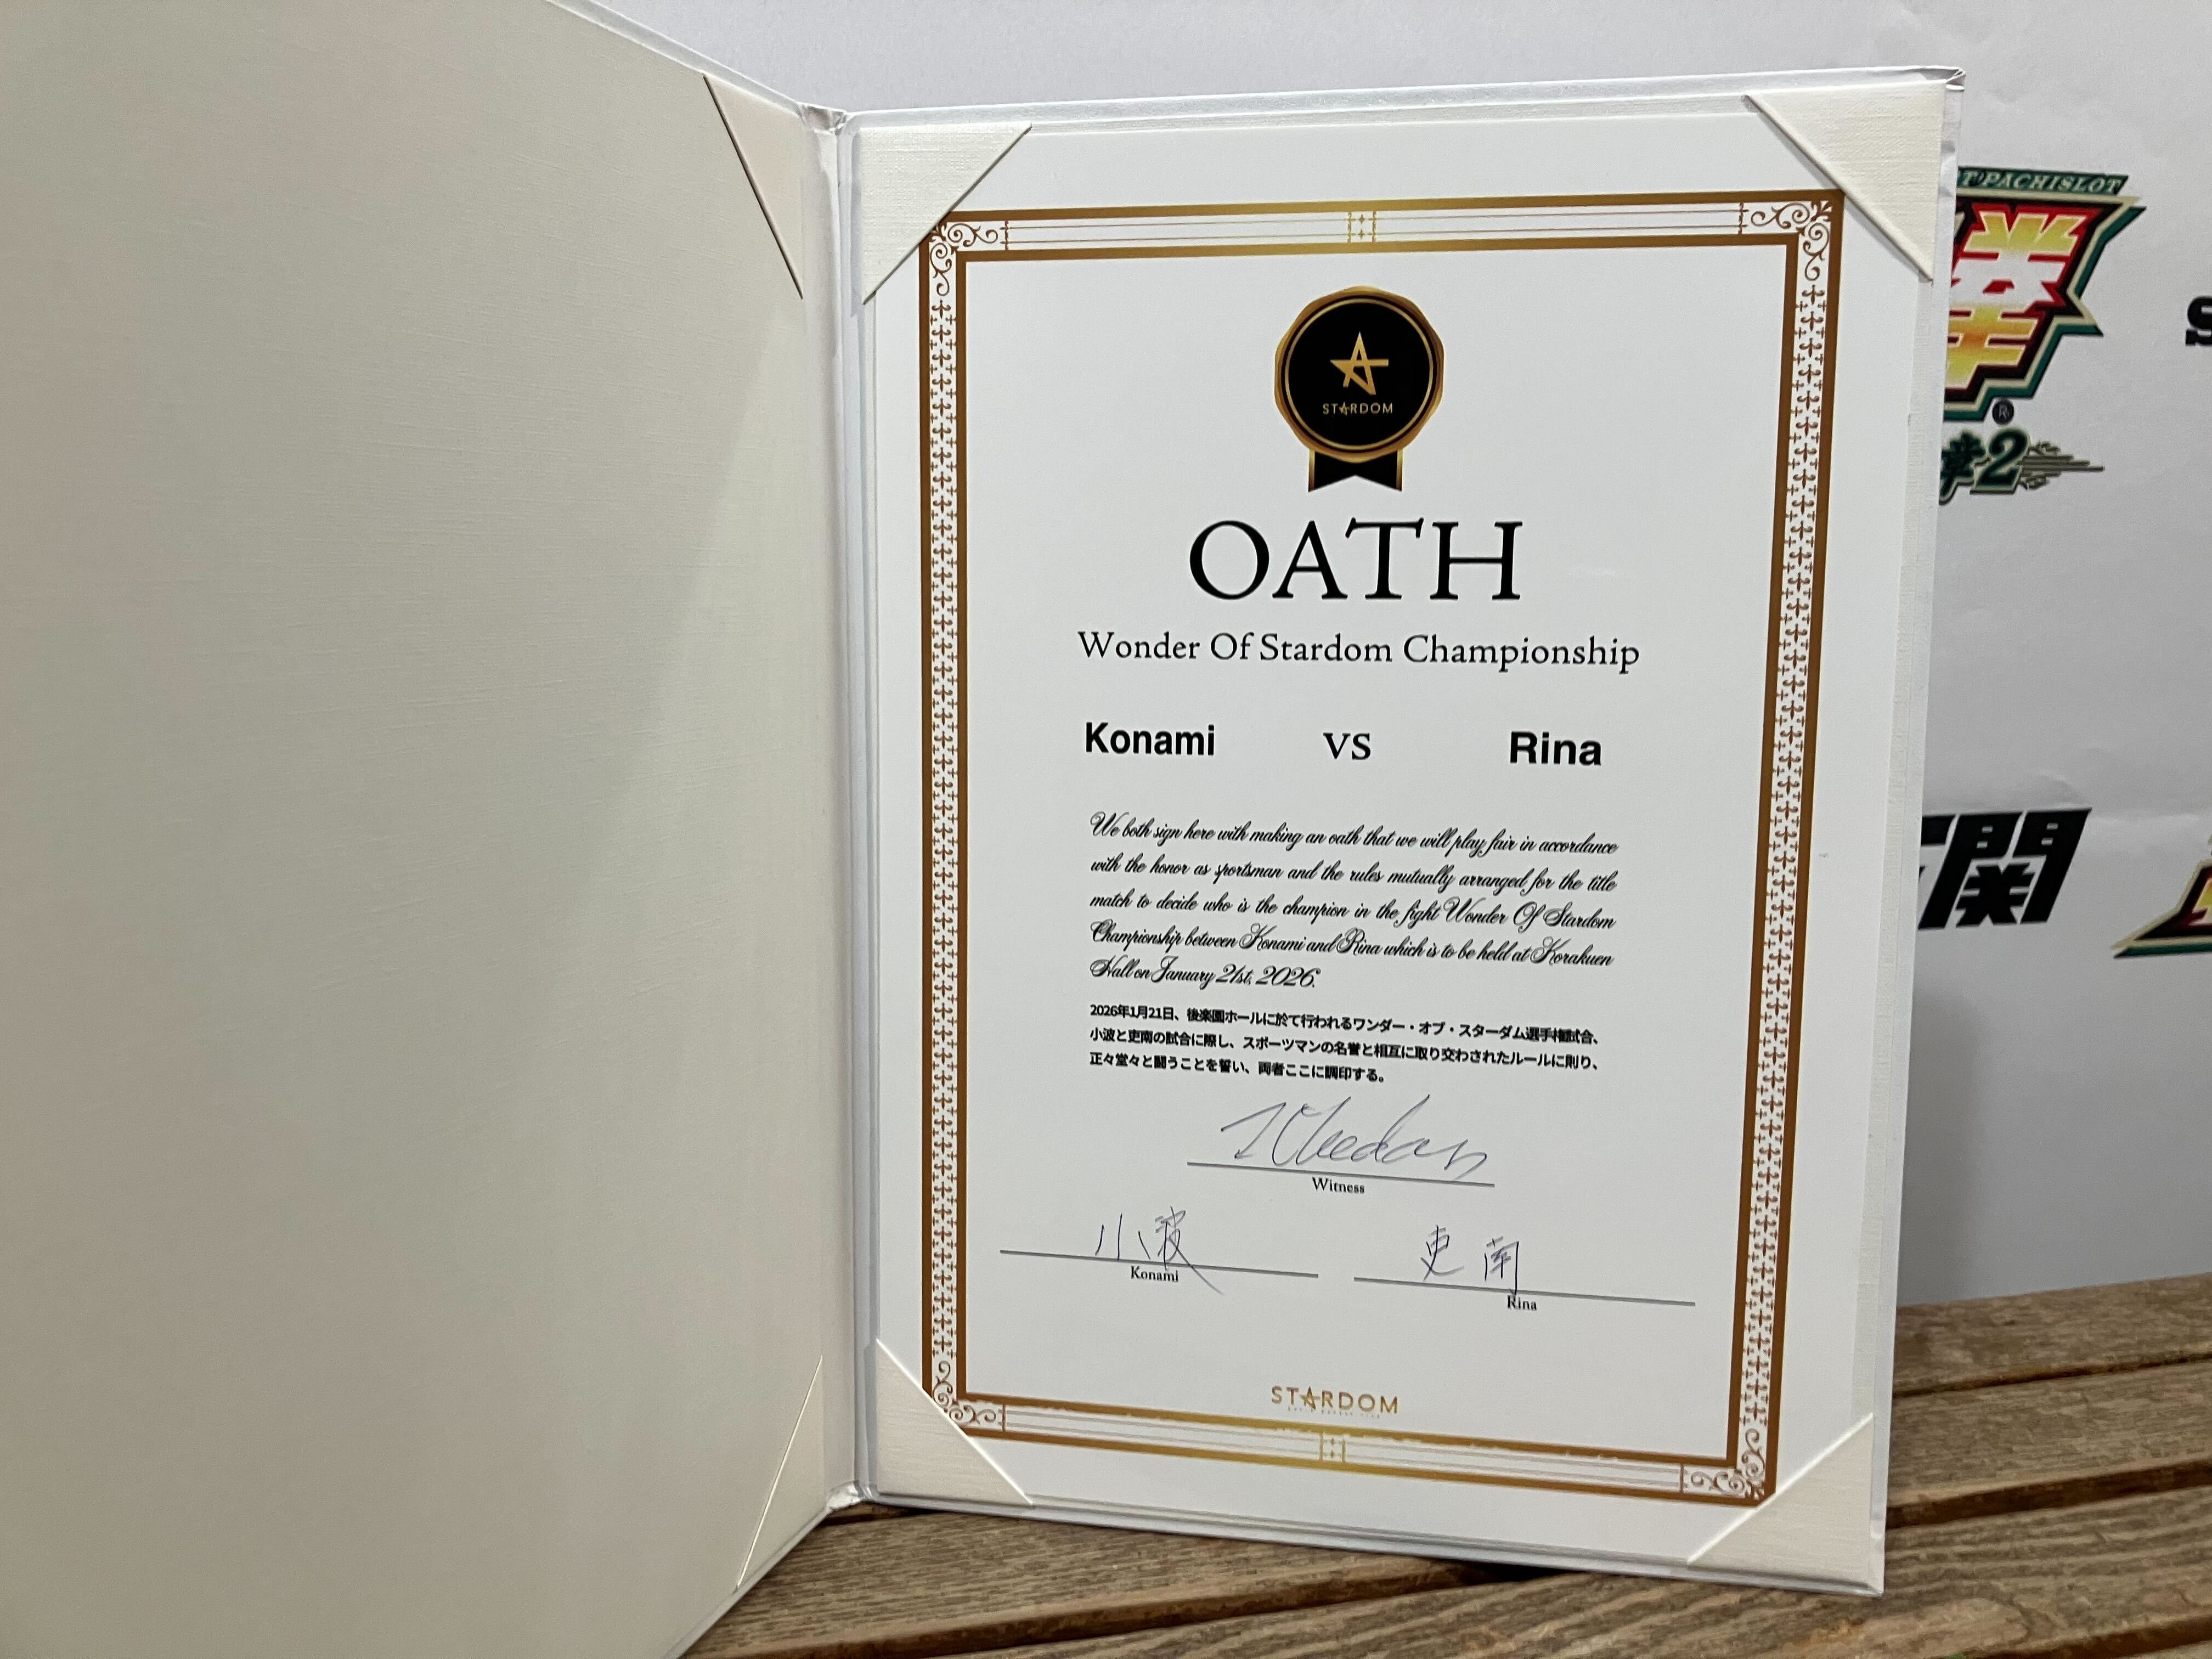 STARDOM
OATH
Wonder Of Stardom Championship
Konami vs Rina
We both sign here with making an oath that we will play fair in accordance
with the honor as sportsman and the rules mutually arranged for the title
match to decide who is the champion in the fight Wonder Of Stardom
Championship between Konami and Rina which is to be held at Korakuen
Hall on January 21st, 2026.
2026年1月21日、後楽園ホールに於て行われるワンダー・オブ・スターダム選手権試合、
小波と吏南の試合に際し、スポーツマンの名誉と相互に取り交わされたルールに則り、
正々堂々と闘うことを誓い、両者ここに調印する。
Witness
小波 吏南
Konami Rina
STARDOM
PACHISLOT
拳
®
章2
関